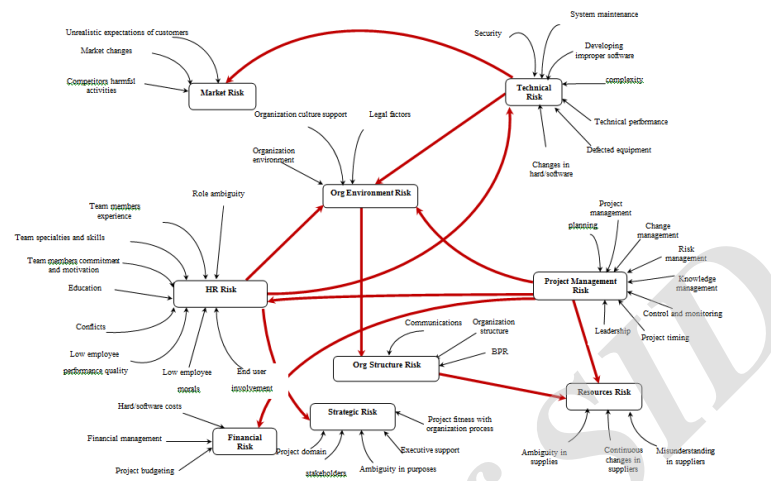 Unrealistic expectations of customers
Market changes
Competitors harmful
activities
Market Risk
Security
System maintenance
Developing
improper software
complexity
Technical
Risk
Technical performance
Defected equipment
Changes in
hard/software
Organization culture support
Legal factors
Organization
environment
Org Environment Risk
Role ambiguity
Team members
experience
Team specialties and skills
Team members commitment
and motivation
Education
HR Risk
Conflicts
Low employee
performance quality
Low employee
morals
End user
involvement
Project
management
planning
Change
management
Risk
management
Knowledge
management
Project Management
Risk
Control and monitoring
Leadership
Project timing
Communications
Organization
structure
BPR
Org Structure Risk
Resources Risk
Ambiguity in
supplies
Continuous
changes in
suppliers
Misunderstanding
in suppliers
Hard/software costs
Financial management
Project budgeting
Financial
Risk
Strategic Risk
Project fitness with
organization process
Executive support
Project domain
stakeholders
Ambiguity in purposes
SID